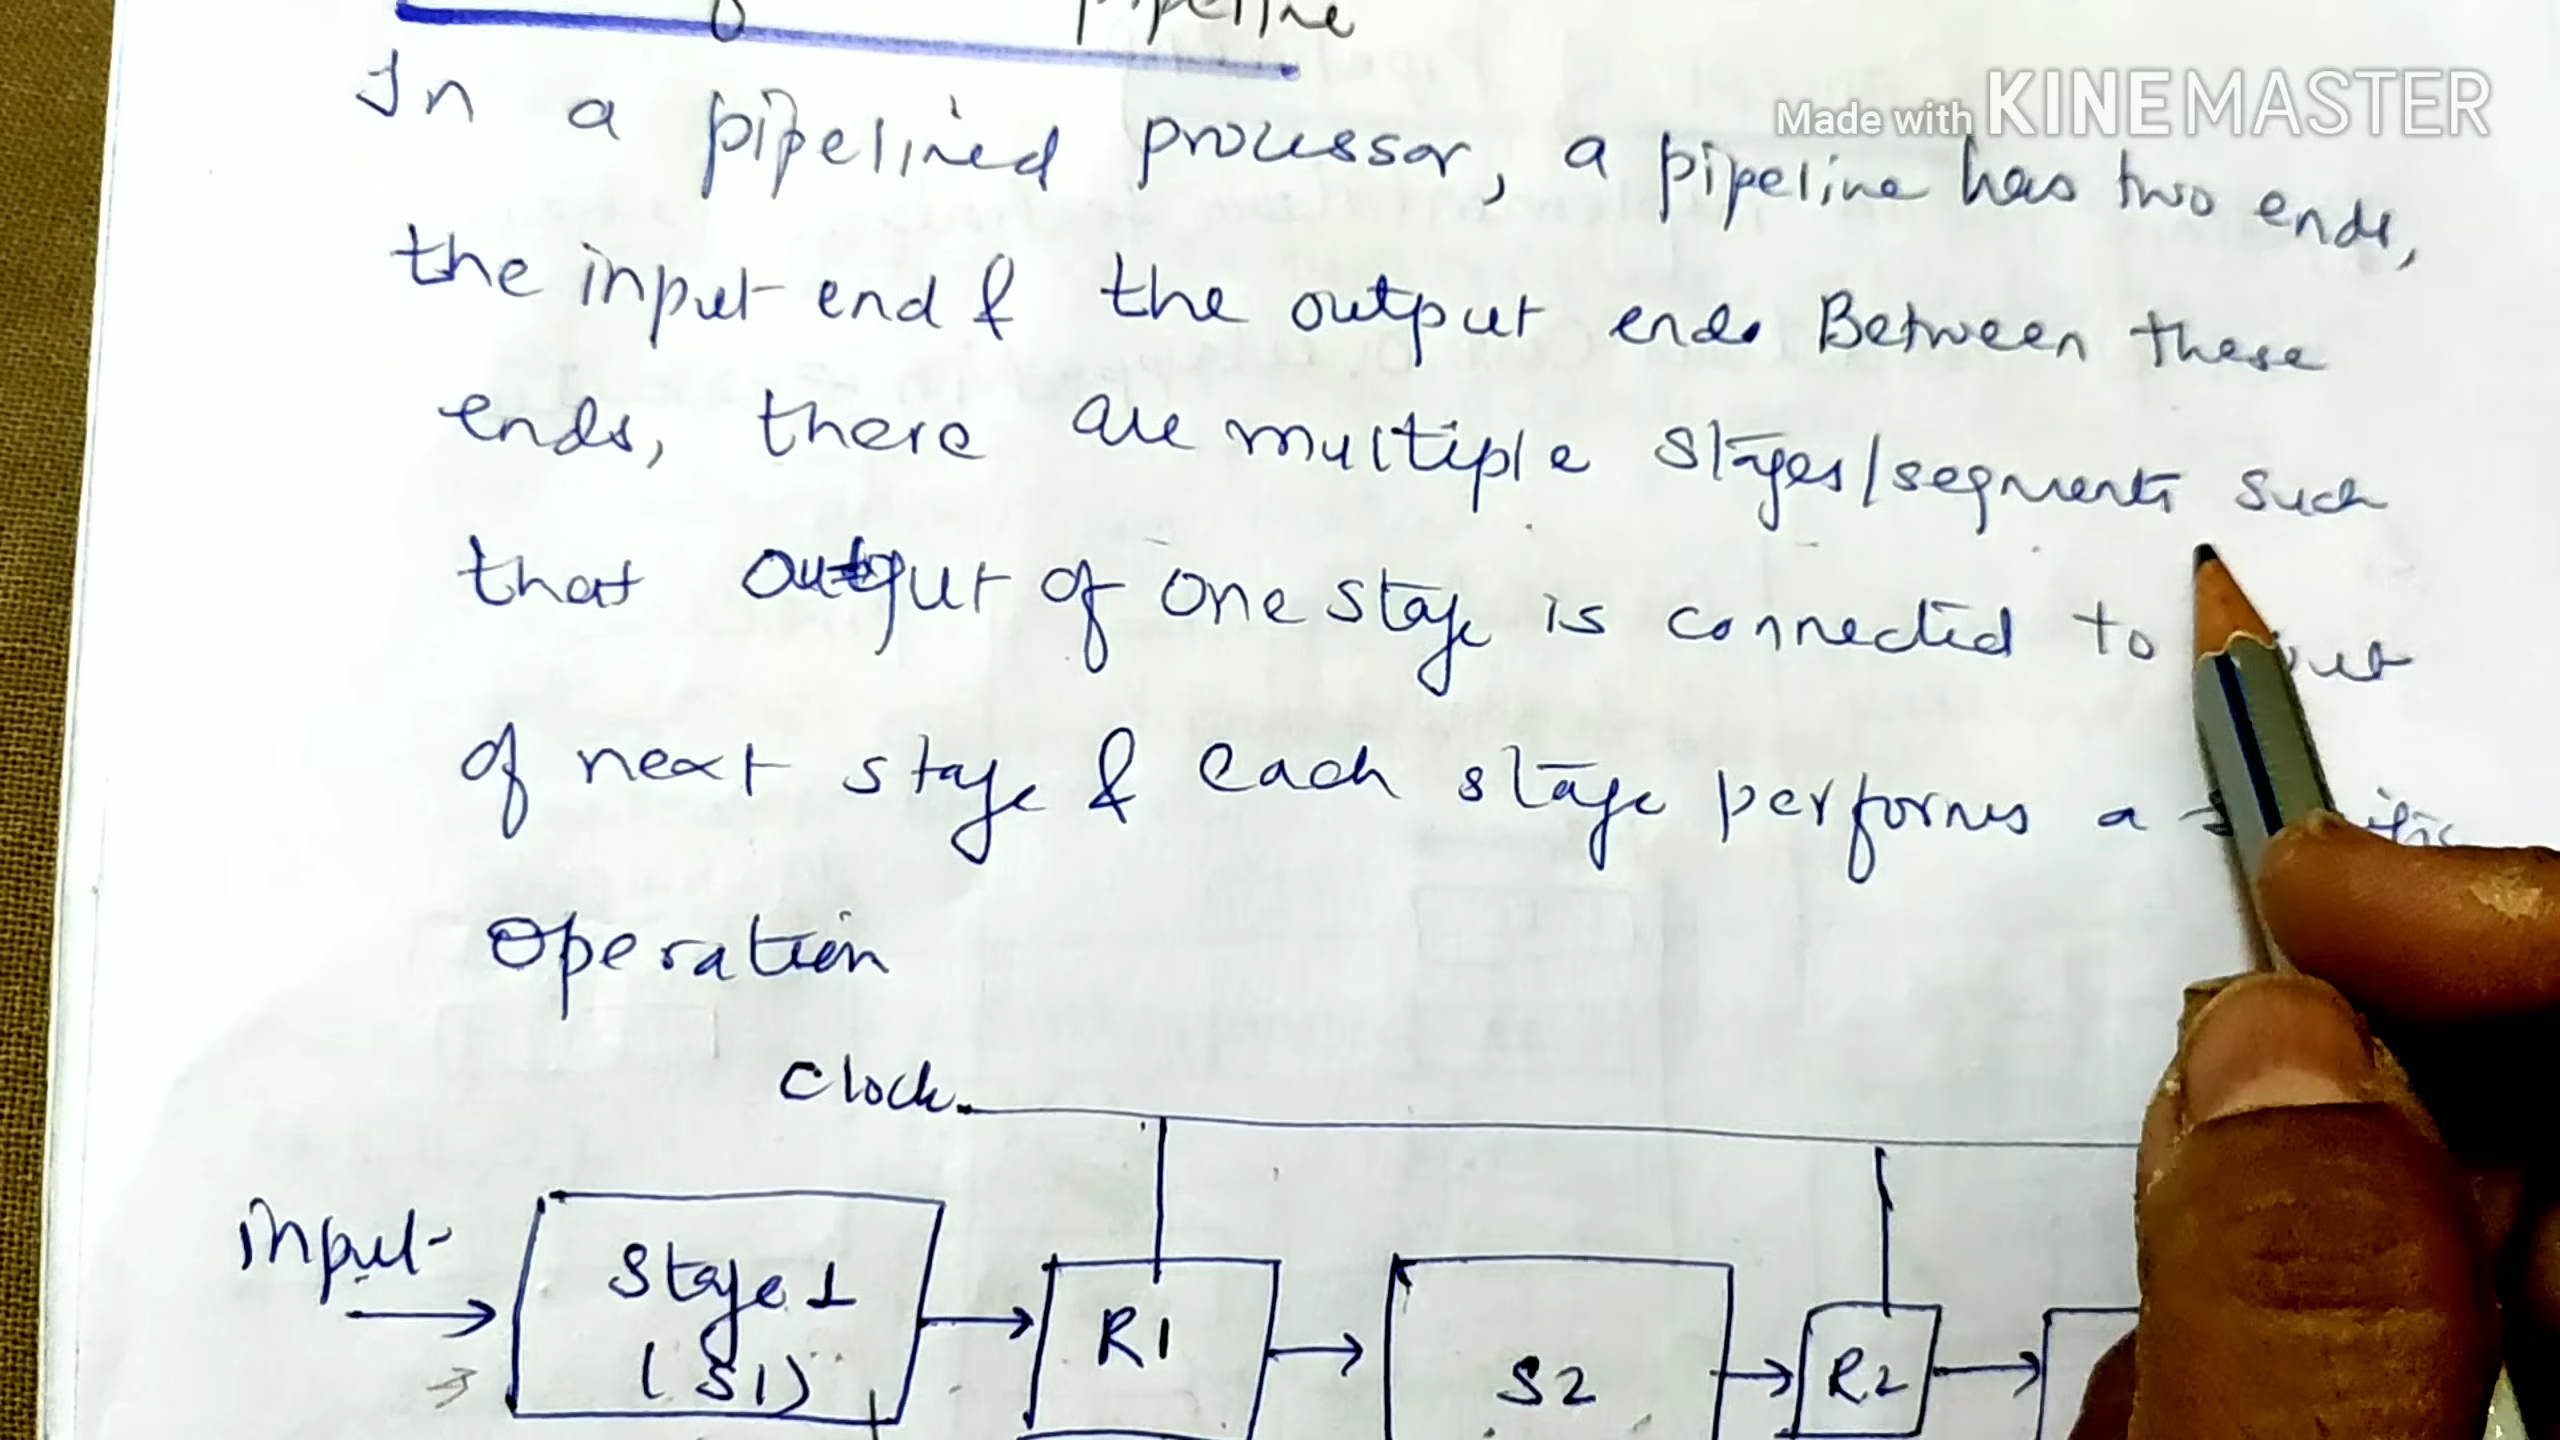 pipeline
Made with KINEMASTER
In a pipelined processor, a pipeline has two ends,
the input end & the output end. Between these
ends, there are multiple stages/segments such
that output of one stage is connected to
of next stage & each stage performs a
operation
Clock
input
Stage 1
(S1)
R1
S2
R2